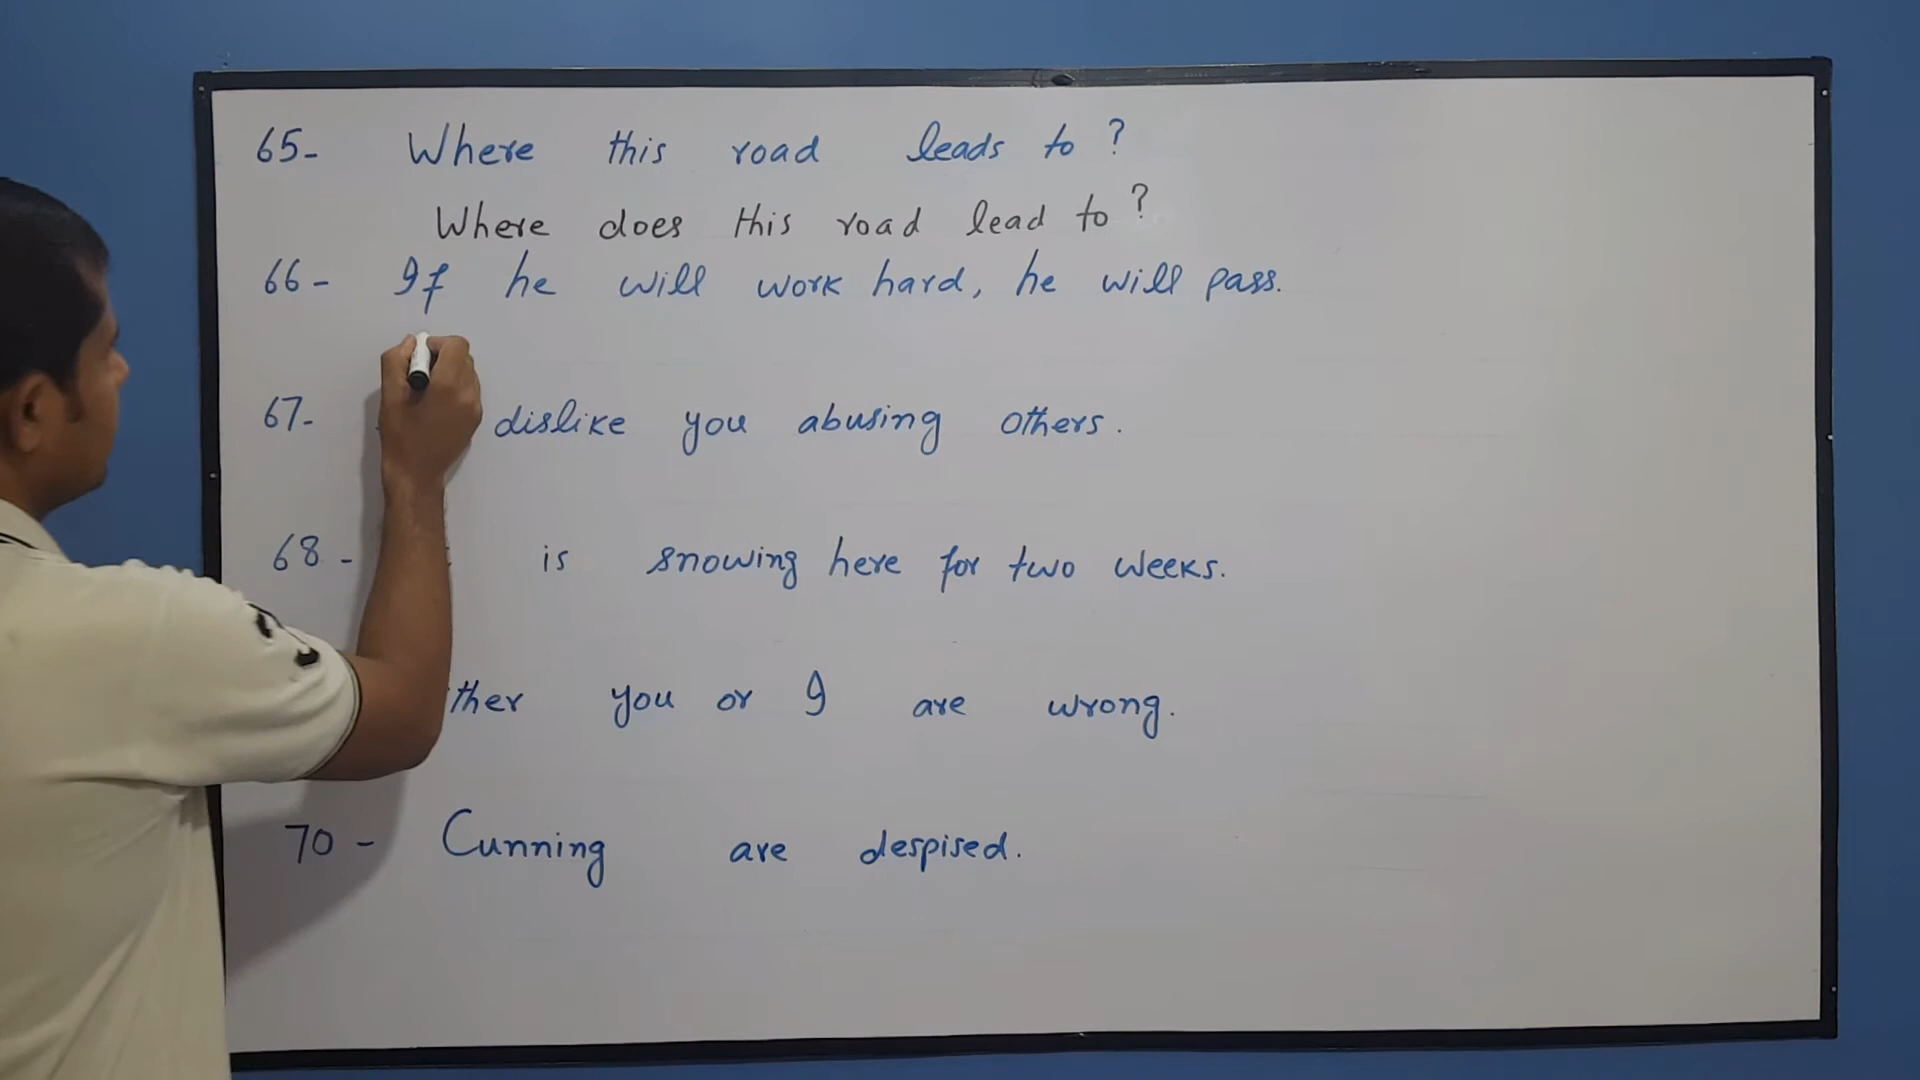 65- Where this road leads to?
Where does this road lead to?
66- If he will work hard, he will pass.
67- dislike you abusing others.
68- is snowing here for two weeks.
ther you or I are wrong.
70- Cunning are despised.